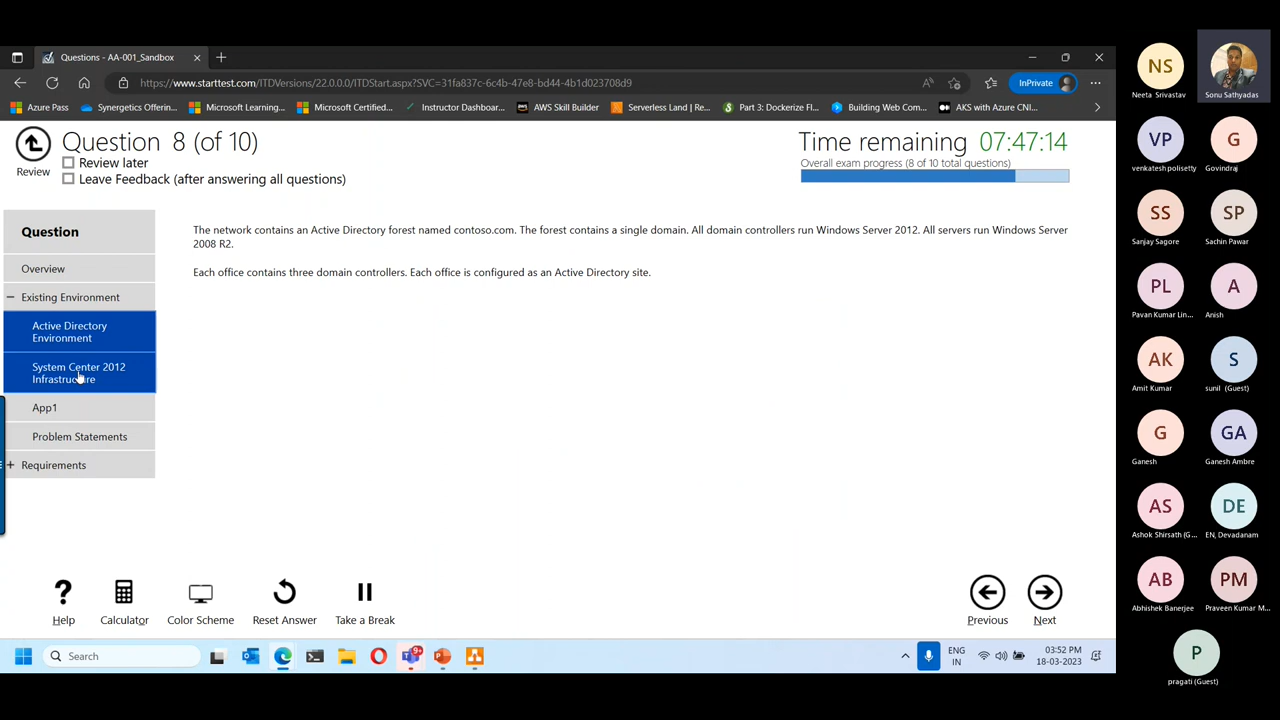 Questions - AA-001_Sandbox
https://www.starttest.com/ITDVersions/22.0.0.0/ITDStart.aspx?SVC=31fa837c-6c4b-47e8-bd44-4b1d023708d9
InPrivate
Azure Pass
Synergetics Offerin...
Microsoft Learning...
Microsoft Certified...
Instructor Dashboar...
AWS Skill Builder
Serverless Land | Re...
Part 3: Dockerize Fl...
Building Web Com...
AKS with Azure CNI...
Review
Question 8 (of 10)
Review later
Leave Feedback (after answering all questions)
Time remaining 07:47:14
Overall exam progress (8 of 10 total questions)
Question
Overview
Existing Environment
Active Directory
Environment
System Center 2012
Infrastructure
App1
Problem Statements
Requirements
The network contains an Active Directory forest named contoso.com. The forest contains a single domain. All domain controllers run Windows Server 2012. All servers run Windows Server
2008 R2.
Each office contains three domain controllers. Each office is configured as an Active Directory site.
?
Help
Calculator
Color Scheme
Reset Answer
Take a Break
Previous
Next
Search
9+
ENG
IN
03:52 PM
18-03-2023
NS
Neeta Srivastav
Sonu Sathyadas
VP
venkatesh polisetty
G
Govindraj
SS
Sanjay Sagore
SP
Sachin Pawar
PL
Pavan Kumar Lin...
A
Anish
AK
Amit Kumar
S
sunil (Guest)
G
Ganesh
GA
Ganesh Ambre
AS
Ashok Shirsath (G...
DE
EN, Devadanam
AB
Abhishek Banerjee
PM
Praveen Kumar M...
P
pragati (Guest)